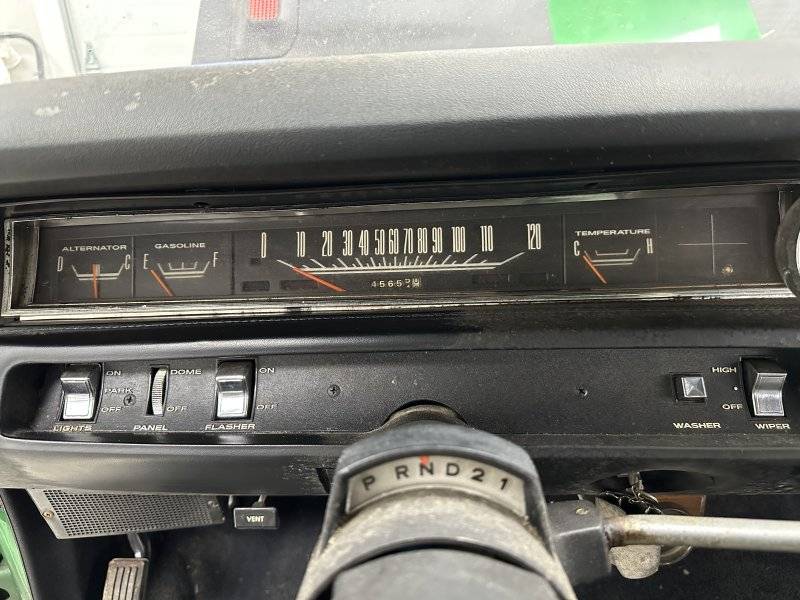 ALTERNATOR
D C
GASOLINE
E F
0 10 20 30 40 50 60 70 80 90 100 110 120
TEMPERATURE
C H
ON
PARK
OFF
LIGHTS
DOME
OFF
PANEL
ON
OFF
FLASHER
WASHER
HIGH
OFF
WIPER
P R N D 2 1
VENT